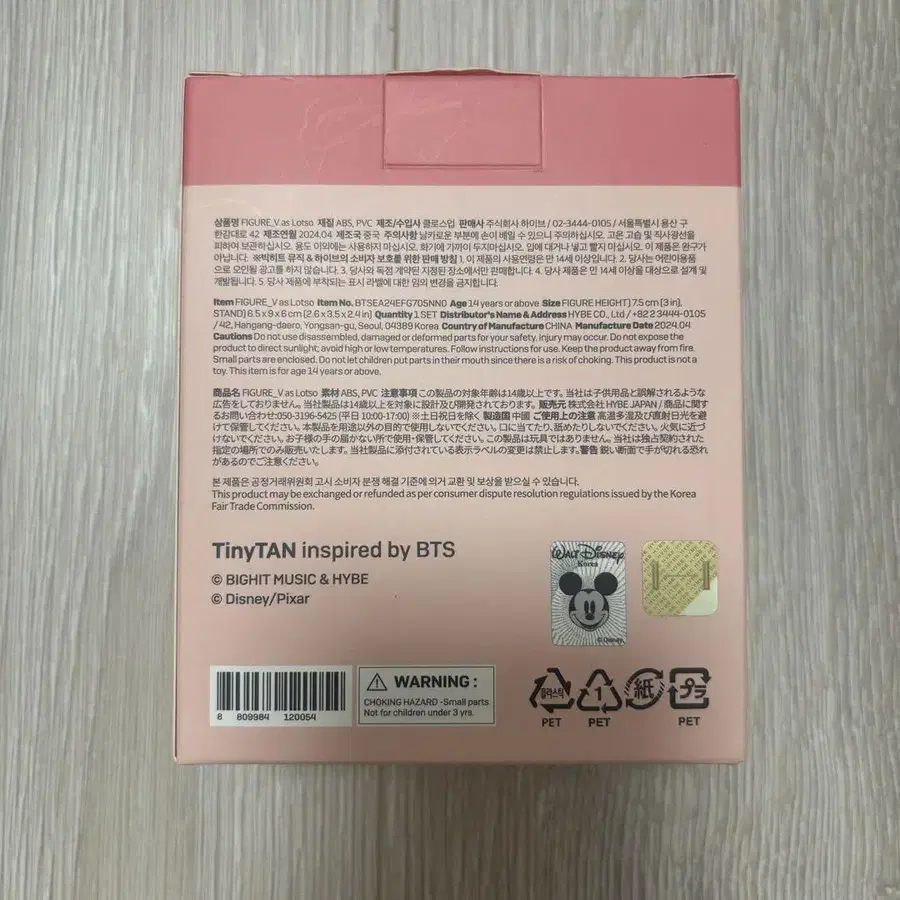 상품명 FIGURE_V as Lotso 재질 ABS, PVC 제조/수입사 클로스업. 판매사 주식회사 하이브 / 02-3444-0105 / 서울특별시 용산 구
한강대로 42 제조연월 2024.04 제조국 중국 주의사항 날카로운 부분에 손이 베일 수 있으니 주의하십시오. 고온 고습 및 직사광선을
피하여 보관하십시오. 용도 이외에는 사용하지 마십시오. 화기에 가까이 두지마십시오. 입에 대거나 넣고 빨지 마십시오. 이 제품은 완구가
아닙니다. ※빅히트 뮤직 & 하이브의 소비자 보호를 위한 판매 방침 1. 이 제품의 사용연령은 만 14세 이상입니다. 2. 당사는 어린이용품
으로 오인될 광고를 하지 않습니다. 3. 당사와 독점 계약된 지정된 장소에서만 판매합니다. 4. 당사 제품은 만 14세 이상을 대상으로 설계 및
개발됩니다. 5. 당사 제품에 부착되는 표시 라벨에 대한 임의 변경을 금지합니다.
Item FIGURE_V as Lotso Item No. BTSEA24EFG705NN0 Age 14 years or above Size FIGURE HEIGHT) 7.5 cm (3 in),
STAND) 6.5 x 9 x 6 cm (2.6 x 3.5 x 2.4 in) Quantity 1 SET Distributor's Name & Address HYBE CO., Ltd / +82 2 3444-0105
/ 42, Hangang-daero, Yongsan-gu, Seoul, 04389 Korea Country of Manufacture CHINA Manufacture Date 2024.04
Cautions Do not use disassembled, damaged or deformed parts for your safety. Injury may occur. Do not expose the
product to direct sunlight; avoid high or low temperatures. Follow instructions for use. Keep the product away from fire.
Small parts are enclosed. Do not let children put parts in their mouth since there is a risk of choking. This product is not a
toy. This item is for age 14 years or above.
商品名 FIGURE_V as Lotso 素材 ABS, PVC 注意事項 この製品の対象年齢は14歳以上です。当社は子供用品と誤解されるような
広告をしておりません。当社製品は14歳以上を対象に設計及び開発されております。販売元 株式会社 HYBE JAPAN / 商品に関す
るお問い合わせ:050-3196-5425 (平日 10:00-17:00) ※土日祝日を除く 製造国 中國 ご使用上の注意 高温多湿及び直射日光を避
けて保管してください。本製品を用途以外の目的で使用しないでください。口に当てたり、舐めたりしないでください。火気に近づ
けないでください。お子様の手の届かない所で使用・保管してください。この製品は玩具ではありません。当社は独占契約された
指定の場所でのみ販売いたします。当社製品に添付されている表示ラベルの変更は禁止します。警告 鋭い断面で手が切れる恐れ
があるのでご注意ください。
본 제품은 공정거래위원회 고시 소비자 분쟁 해결 기준에 의거 교환 및 보상을 받으실 수 있습니다.
This product may be exchanged or refunded as per consumer dispute resolution regulations issued by the Korea
Fair Trade Commission.
TinyTAN inspired by BTS
© BIGHIT MUSIC & HYBE
© Disney/Pixar
WALT DISNEY
Korea
© Disney
8 809984 120054
WARNING :
CHOKING HAZARD -Small parts
Not for children under 3 yrs.
플라스틱
PET
1
PET
紙
プラ
PET